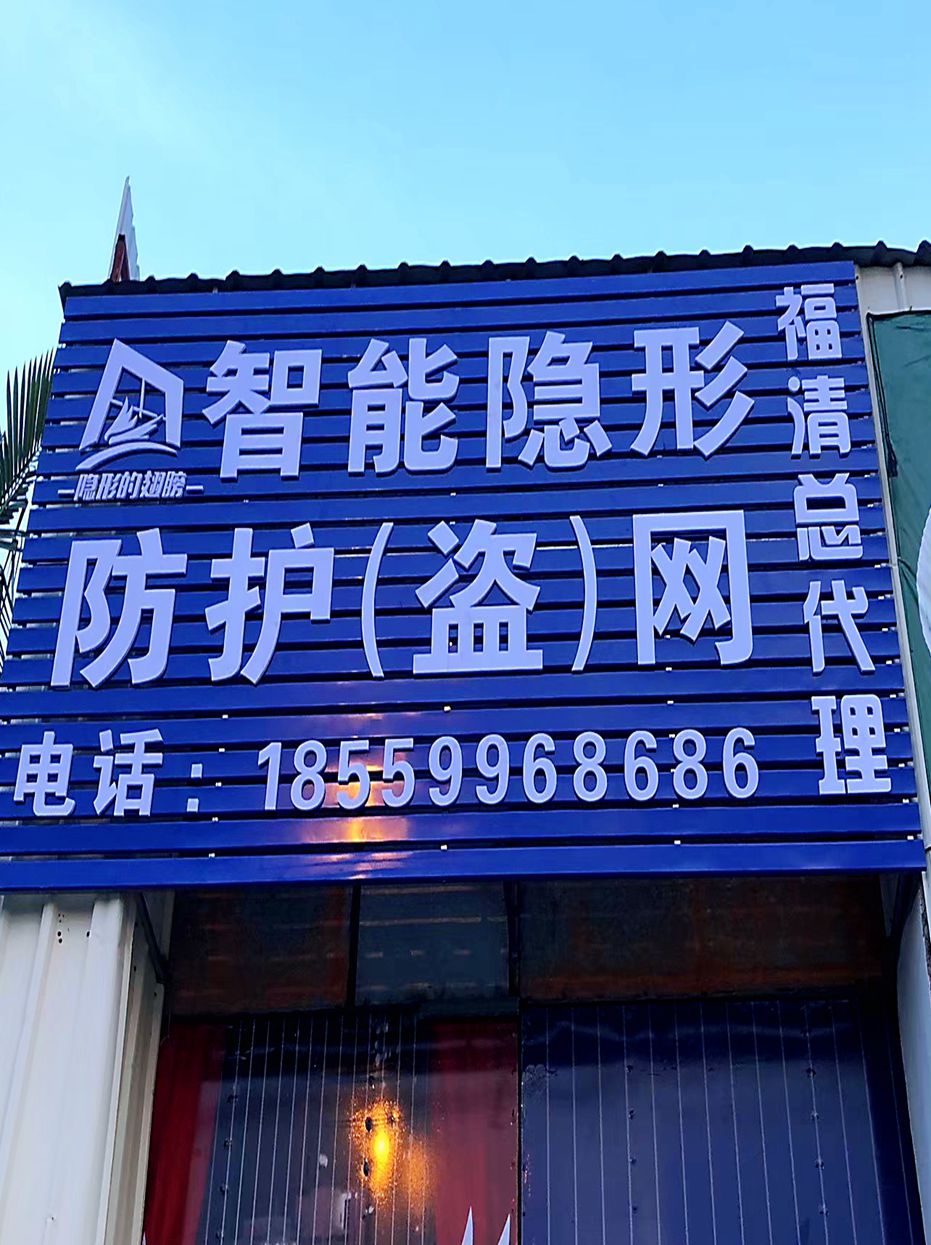 智能隐形
隐形的翅膀
防护(盗)网
电话：18559968686
福清总代理